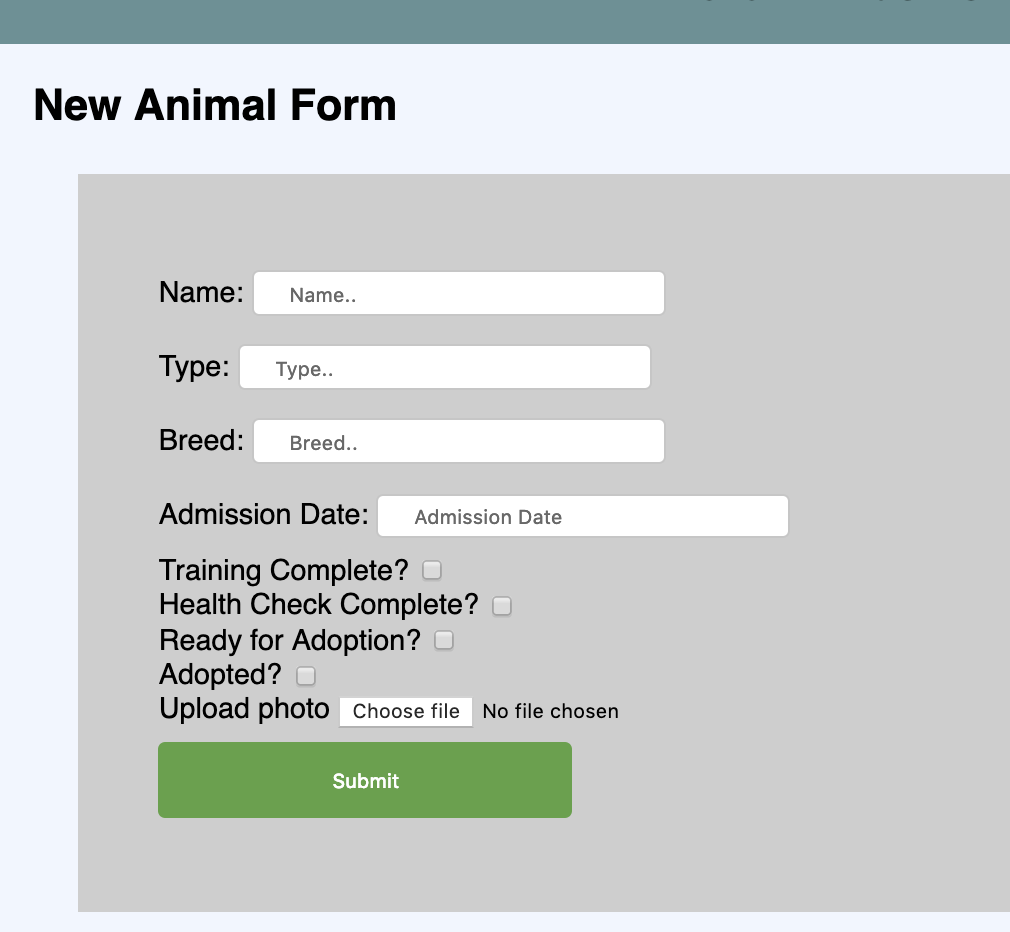 New Animal Form
Name: Name..
Type: Type..
Breed: Breed..
Admission Date: Admission Date
Training Complete?
Health Check Complete?
Ready for Adoption?
Adopted?
Upload photo Choose file No file chosen
Submit